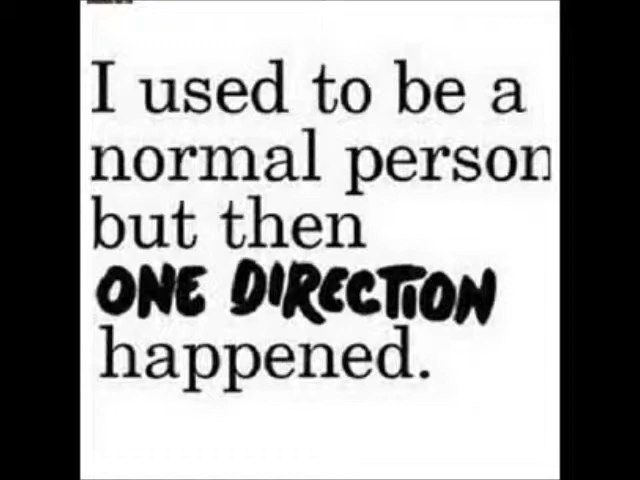 I used to be a
normal person
but then
ONE DIRECTION
happened.